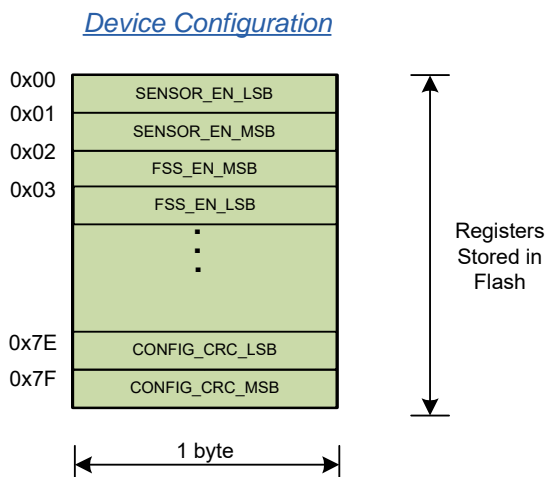 Device Configuration
0x00
SENSOR_EN_LSB
0x01
SENSOR_EN_MSB
0x02
FSS_EN_MSB
0x03
FSS_EN_LSB
Registers
Stored in
Flash
0x7E
CONFIG_CRC_LSB
0x7F
CONFIG_CRC_MSB
1 byte